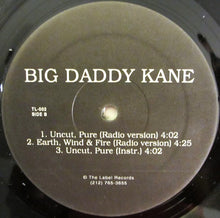 BIG DADDY KANE
TL-002
SIDE B
1. Uncut, Pure (Radio version) 4:02
2. Earth, Wind & Fire (Radio version) 4:25
3. Uncut, Pure (Instr.) 4:02
© The Label Records
(212) 765-3655